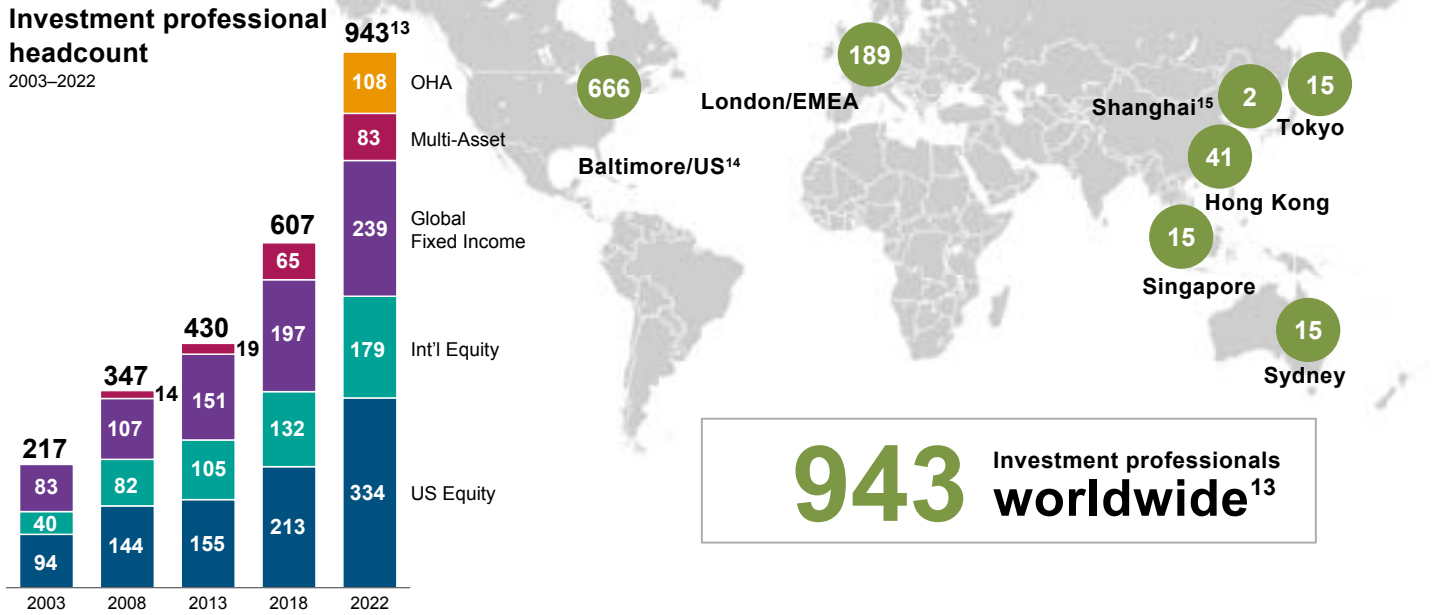 Investment professional
headcount
2003–2022
217
83
40
94
2003
347
14
107
82
144
2008
430
19
151
105
155
2013
607
65
197
132
213
2018
943¹³
108
83
239
179
334
2022
OHA
Multi-Asset
Global
Fixed Income
Int'l Equity
US Equity
666
Baltimore/US¹⁴
189
London/EMEA
2
Shanghai¹⁵
15
Tokyo
41
Hong Kong
15
Singapore
15
Sydney
943
Investment professionals
worldwide¹³